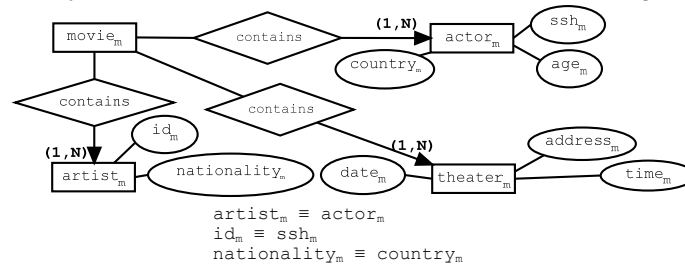 (1,N) ssh_m
movie_m contains actor_m
country_m age_m
contains contains
id_m (1,N) address_m
(1,N)
artist_m nationality_m date_m theater_m time_m
artist_m ≡ actor_m
id_m ≡ ssh_m
nationality_m ≡ country_m